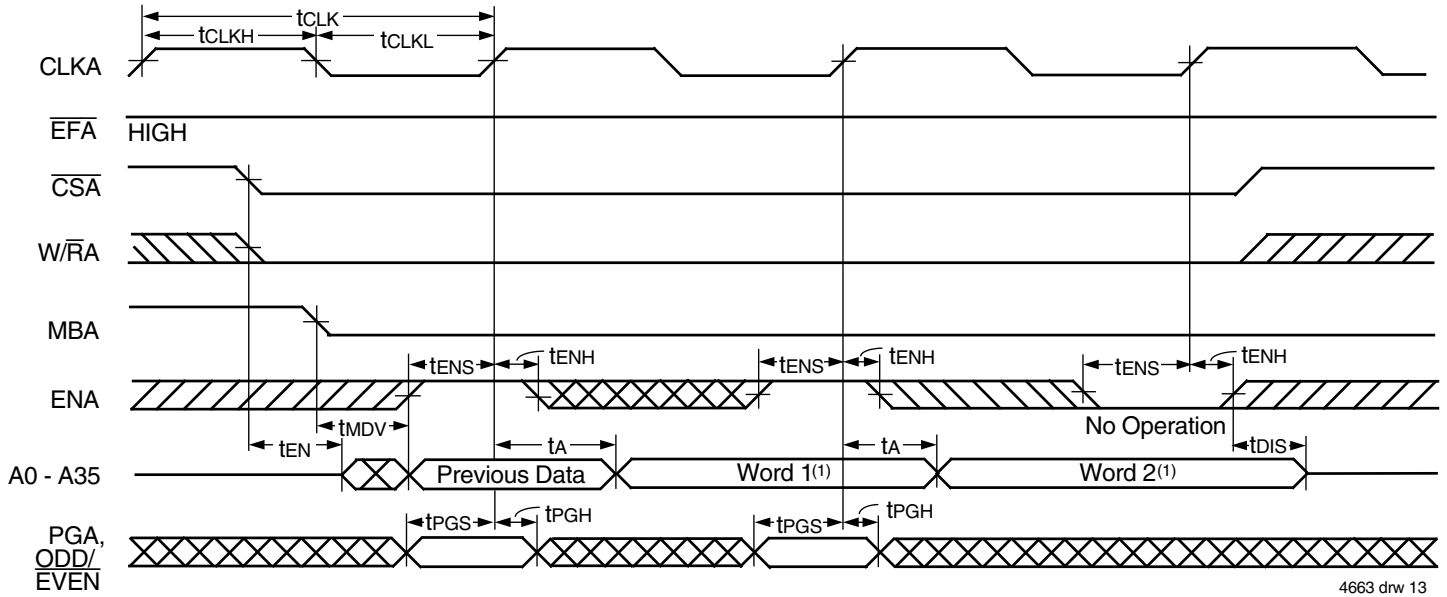 tCLK
tCLKH
tCLKL
CLKA
EFA
HIGH
CSA
W/RA
MBA
tENS
tENH
tENS
tENH
tENS
tENH
ENA
No Operation
tMDV
tEN
tA
tA
tDIS
A0 - A35
Previous Data
Word 1(1)
Word 2(1)
tPGS
tPGH
tPGS
tPGH
PGA,
ODD/
EVEN
4663 drw 13